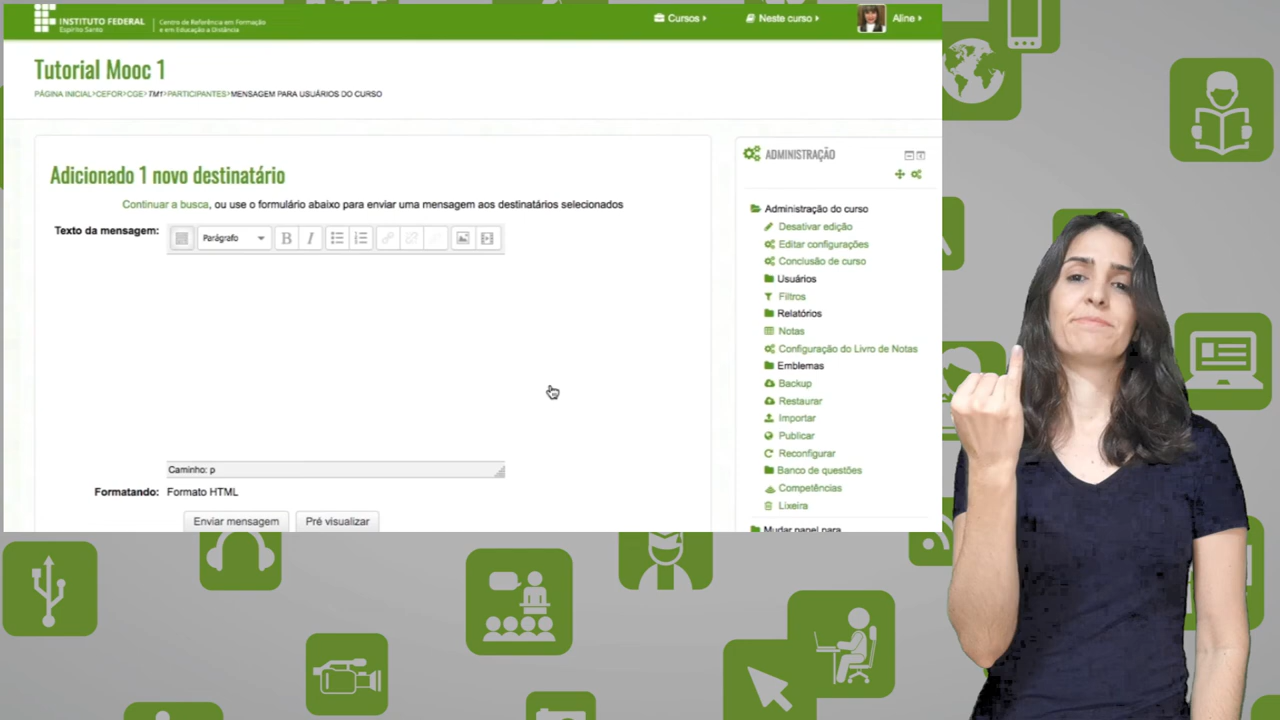 INSTITUTO FEDERAL
Espírito Santo
Centro de Referência em Formação
e em Educação a Distância
Cursos
Neste curso
Aline
Tutorial Mooc 1
PÁGINA INICIAL>CEFOR>CGE>TM1>PARTICIPANTES>MENSAGEM PARA USUÁRIOS DO CURSO
Adicionado 1 novo destinatário
Continuar a busca, ou use o formulário abaixo para enviar uma mensagem aos destinatários selecionados
Texto da mensagem:
Parágrafo
B I
Caminho: p
Formatando: Formato HTML
Enviar mensagem
Pré visualizar
ADMINISTRAÇÃO
Administração do curso
Desativar edição
Editar configurações
Conclusão de curso
Usuários
Filtros
Relatórios
Notas
Configuração do Livro de Notas
Emblemas
Backup
Restaurar
Importar
Publicar
Reconfigurar
Banco de questões
Competências
Lixeira
Mudar papel para